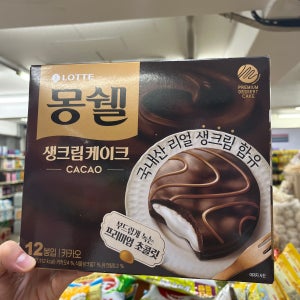 LOTTE
몽쉘
생크림케이크
CACAO
PREMIUM
DESSERT
CAKE
국내산 리얼 생크림 함유
부드럽게 녹는
프리미엄 초콜릿
12봉입 | 카카오